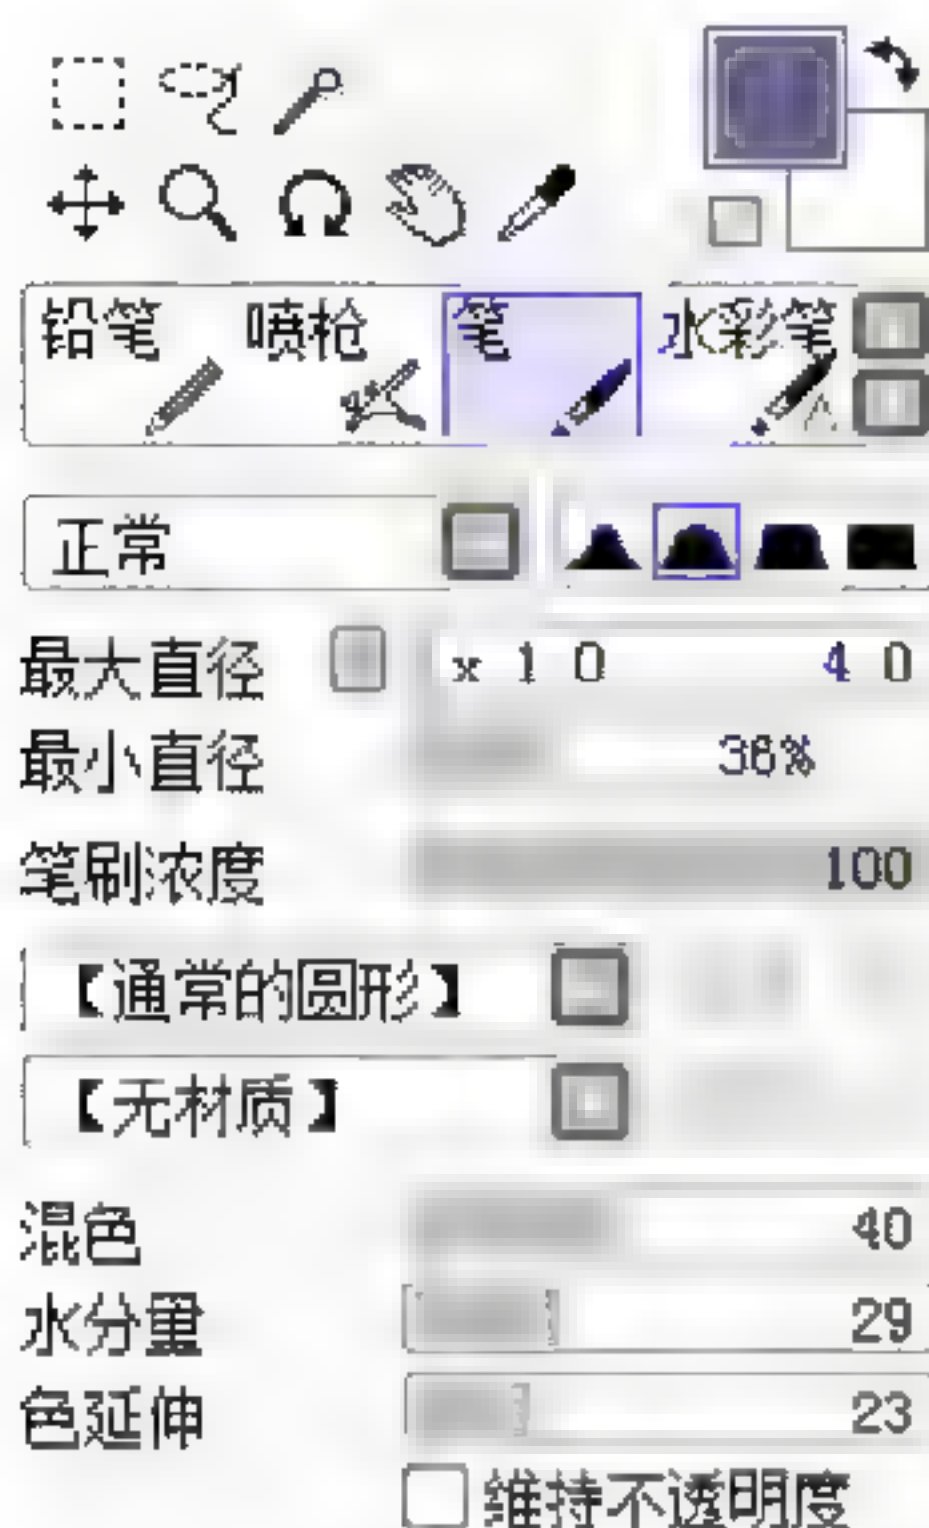 铅笔 喷枪 笔 水彩笔
正常
最大直径 x 10 40
最小直径 36%
笔刷浓度 100
【通常的圆形】
【无材质】
混色 40
水分量 29
色延伸 23
维持不透明度